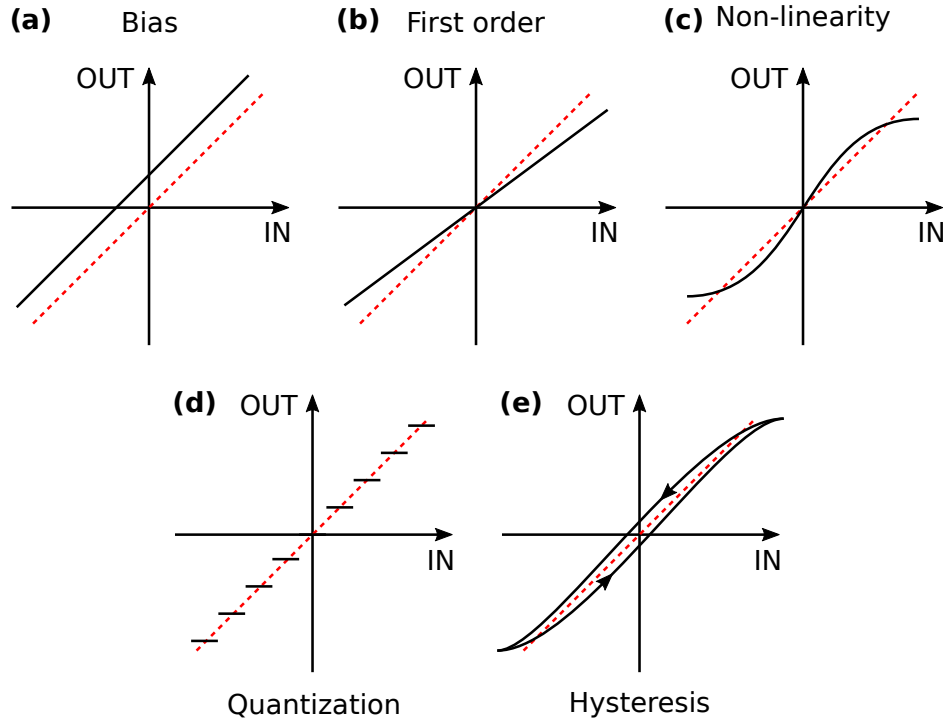 (a) Bias
OUT
IN
(b) First order
OUT
IN
(c) Non-linearity
OUT
IN
(d)
OUT
IN
Quantization
(e)
OUT
IN
Hysteresis